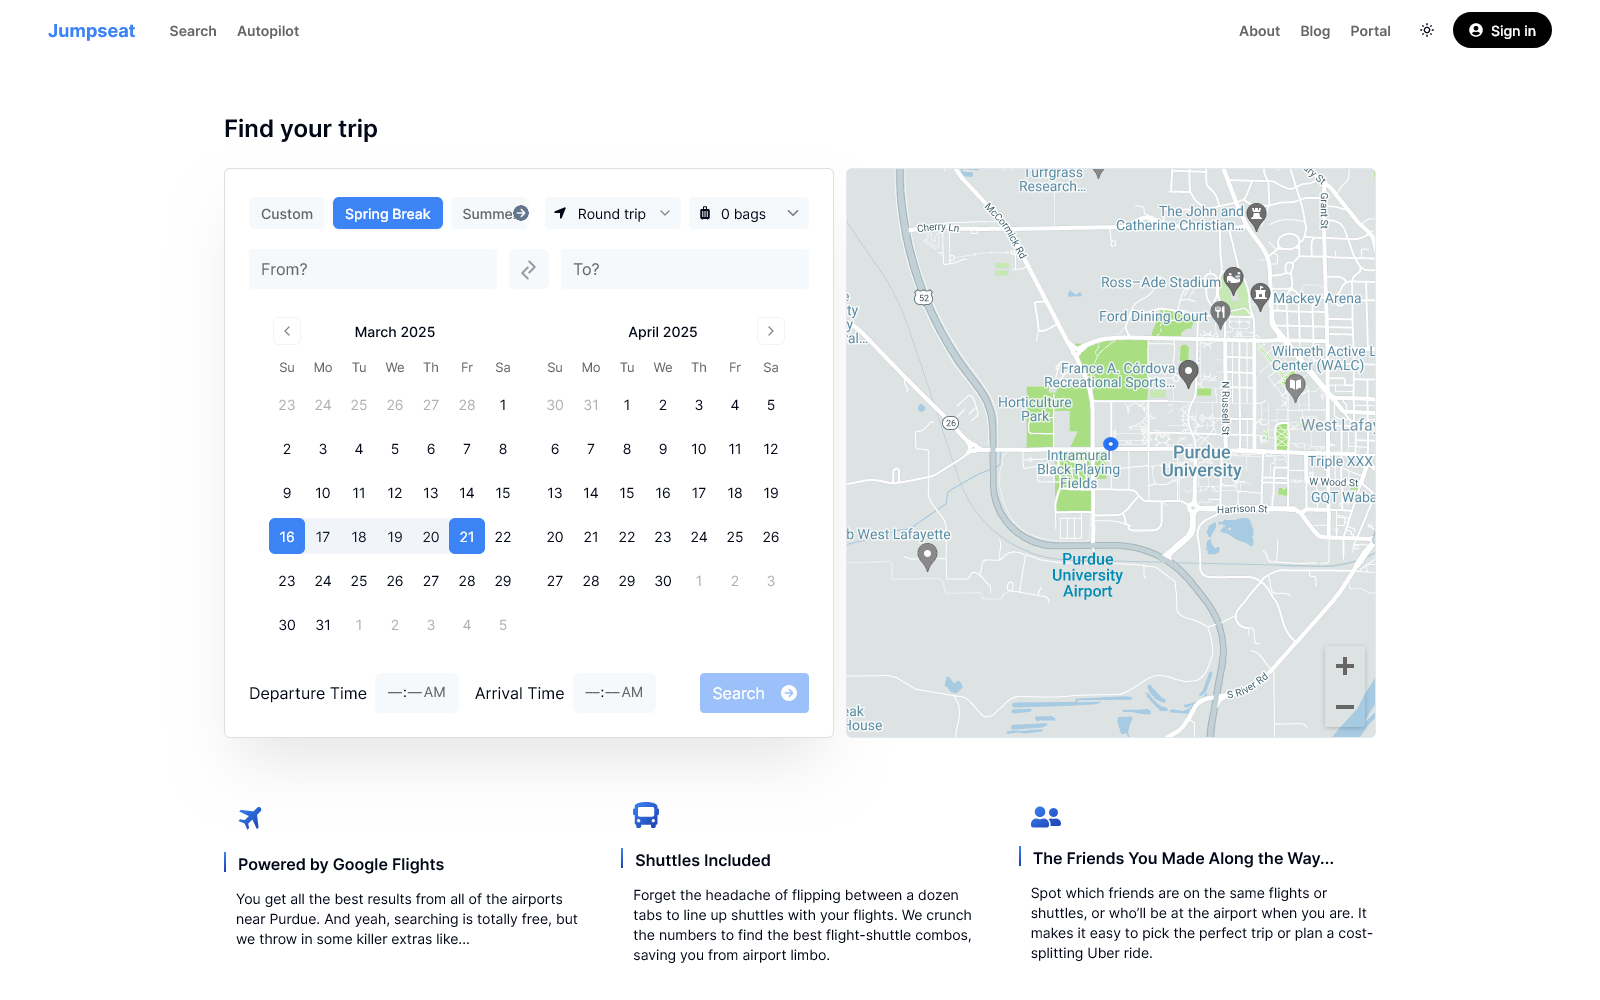 Jumpseat
Search
Autopilot
About
Blog
Portal
Sign in
Find your trip
Custom
Spring Break
Summe
Round trip
0 bags
From?
To?
March 2025
April 2025
Su Mo Tu We Th Fr Sa
23 24 25 26 27 28 1
2 3 4 5 6 7 8
9 10 11 12 13 14 15
16 17 18 19 20 21 22
23 24 25 26 27 28 29
30 31 1 2 3 4 5
Su Mo Tu We Th Fr Sa
30 31 1 2 3 4 5
6 7 8 9 10 11 12
13 14 15 16 17 18 19
20 21 22 23 24 25 26
27 28 29 30 1 2 3
Departure Time
—:— AM
Arrival Time
—:— AM
Search
Turfgrass
Research...
The John and
Catherine Christian...
Cherry Ln
McCormick Rd
Grant St
Ross–Ade Stadium
Mackey Arena
52
Ford Dining Court
Wilmeth Active L
Center (WALC)
France A. Córdova
Recreational Sports...
Horticulture
Park
N Russell St
26
West Lafay
Intramural
Black Playing
Fields
Purdue
University
Triple XXX
W Wood St
GQT Waba
Harrison St
b West Lafayette
Purdue
University
Airport
S River Rd
eak
House
Powered by Google Flights
You get all the best results from all of the airports
near Purdue. And yeah, searching is totally free, but
we throw in some killer extras like...
Shuttles Included
Forget the headache of flipping between a dozen
tabs to line up shuttles with your flights. We crunch
the numbers to find the best flight-shuttle combos,
saving you from airport limbo.
The Friends You Made Along the Way...
Spot which friends are on the same flights or
shuttles, or who'll be at the airport when you are. It
makes it easy to pick the perfect trip or plan a cost-
splitting Uber ride.